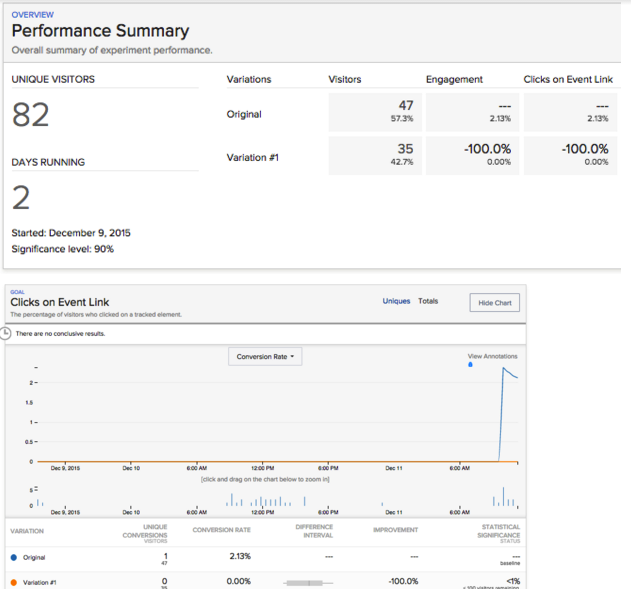 OVERVIEW
Performance Summary
Overall summary of experiment performance.
UNIQUE VISITORS
82
DAYS RUNNING
2
Started: December 9, 2015
Significance level: 90%
Variations Visitors Engagement Clicks on Event Link
Original 47 --- ---
57.3% 2.13% 2.13%
Variation #1 35 -100.0% -100.0%
42.7% 0.00% 0.00%
GOAL
Clicks on Event Link
The percentage of visitors who clicked on a tracked element.
Uniques Totals Hide Chart
There are no conclusive results.
Conversion Rate
View Annotations
2
1.5
1
0.5
0
Dec 9, 2015 Dec 10 6:00 AM 12:00 PM 6:00 PM Dec 11 6:00 AM
[click and drag on the chart below to zoom in]
5
0
Dec 9, 2015 Dec 10 6:00 AM 12:00 PM 6:00 PM Dec 11 6:00 AM
VARIATION UNIQUE CONVERSIONS VISITORS CONVERSION RATE DIFFERENCE INTERVAL IMPROVEMENT STATISTICAL SIGNIFICANCE STATUS
Original 1 2.13% --- --- ---
47 baseline
Variation #1 0 0.00% -100.0% <1%
visitors remaining